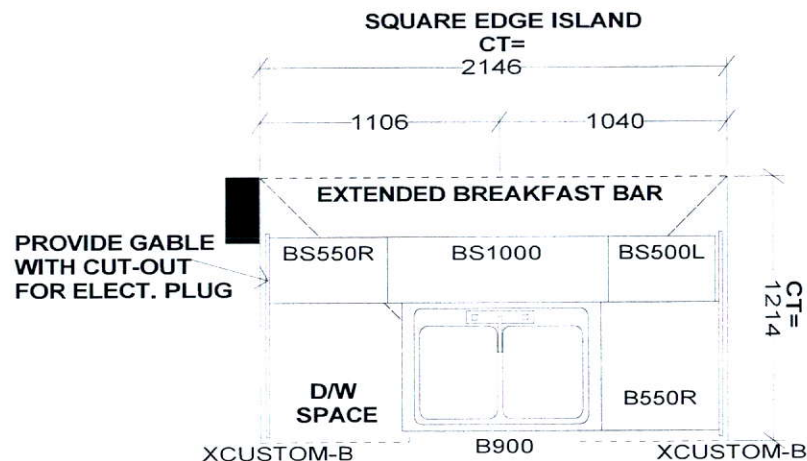 SQUARE EDGE ISLAND
CT=
2146
1106
1040
EXTENDED BREAKFAST BAR
PROVIDE GABLE
WITH CUT-OUT
FOR ELECT. PLUG
BS550R
BS1000
BS500L
CT=
1214
D/W
SPACE
B550R
XCUSTOM-B
B900
XCUSTOM-B